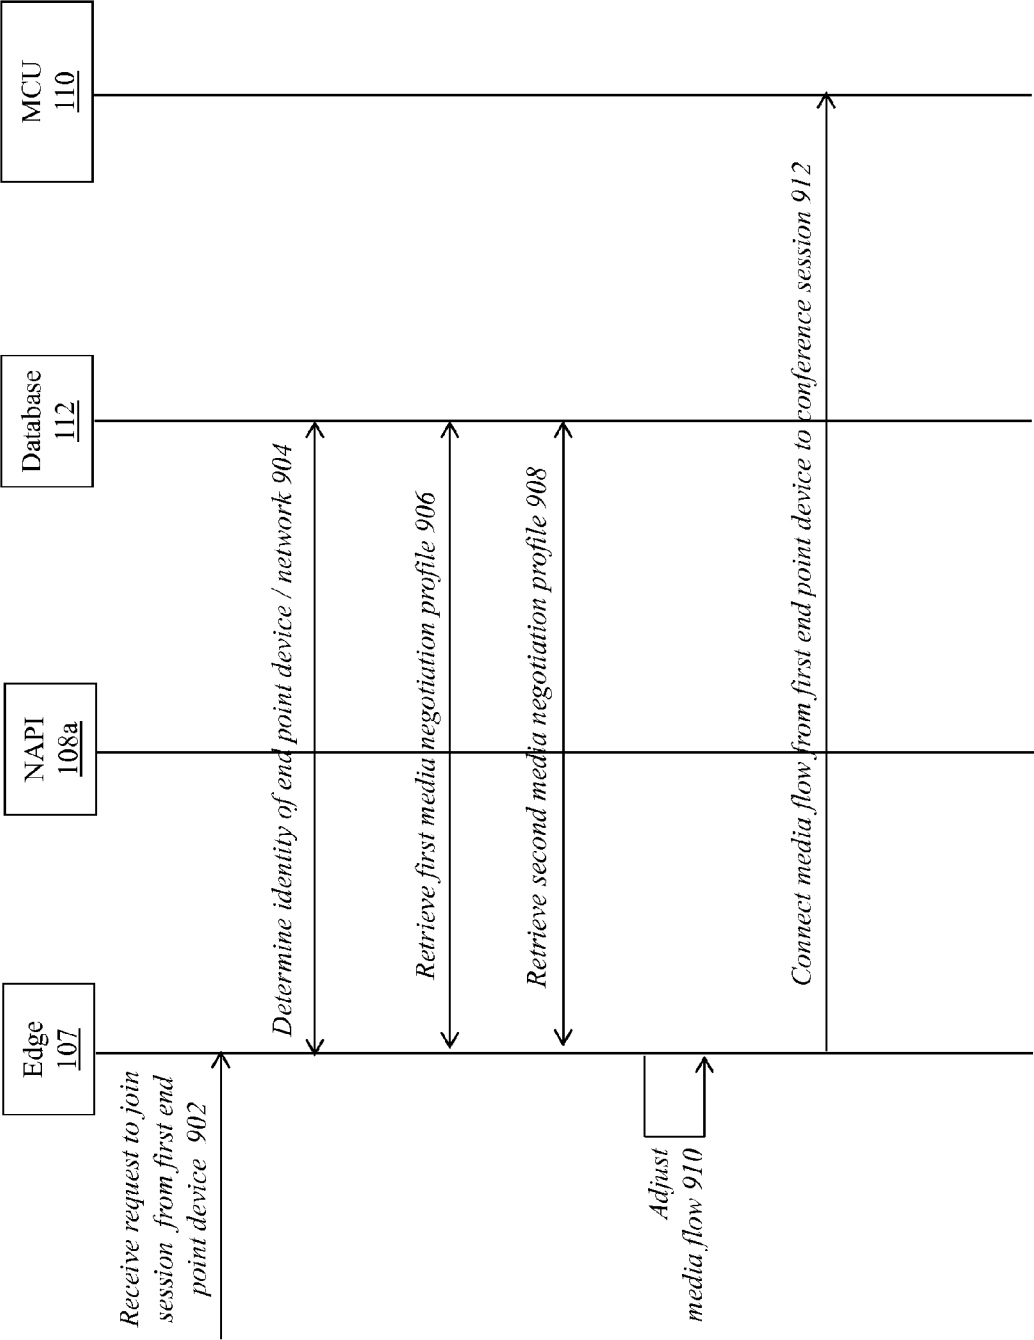 Edge
107
NAPI
108a
Database
112
MCU
110
Receive request to join
session from first end
point device 902
Determine identity of end point device / network 904
Retrieve first media negotiation profile 906
Retrieve second media negotiation profile 908
Adjust
media flow 910
Connect media flow from first end point device to conference session 912